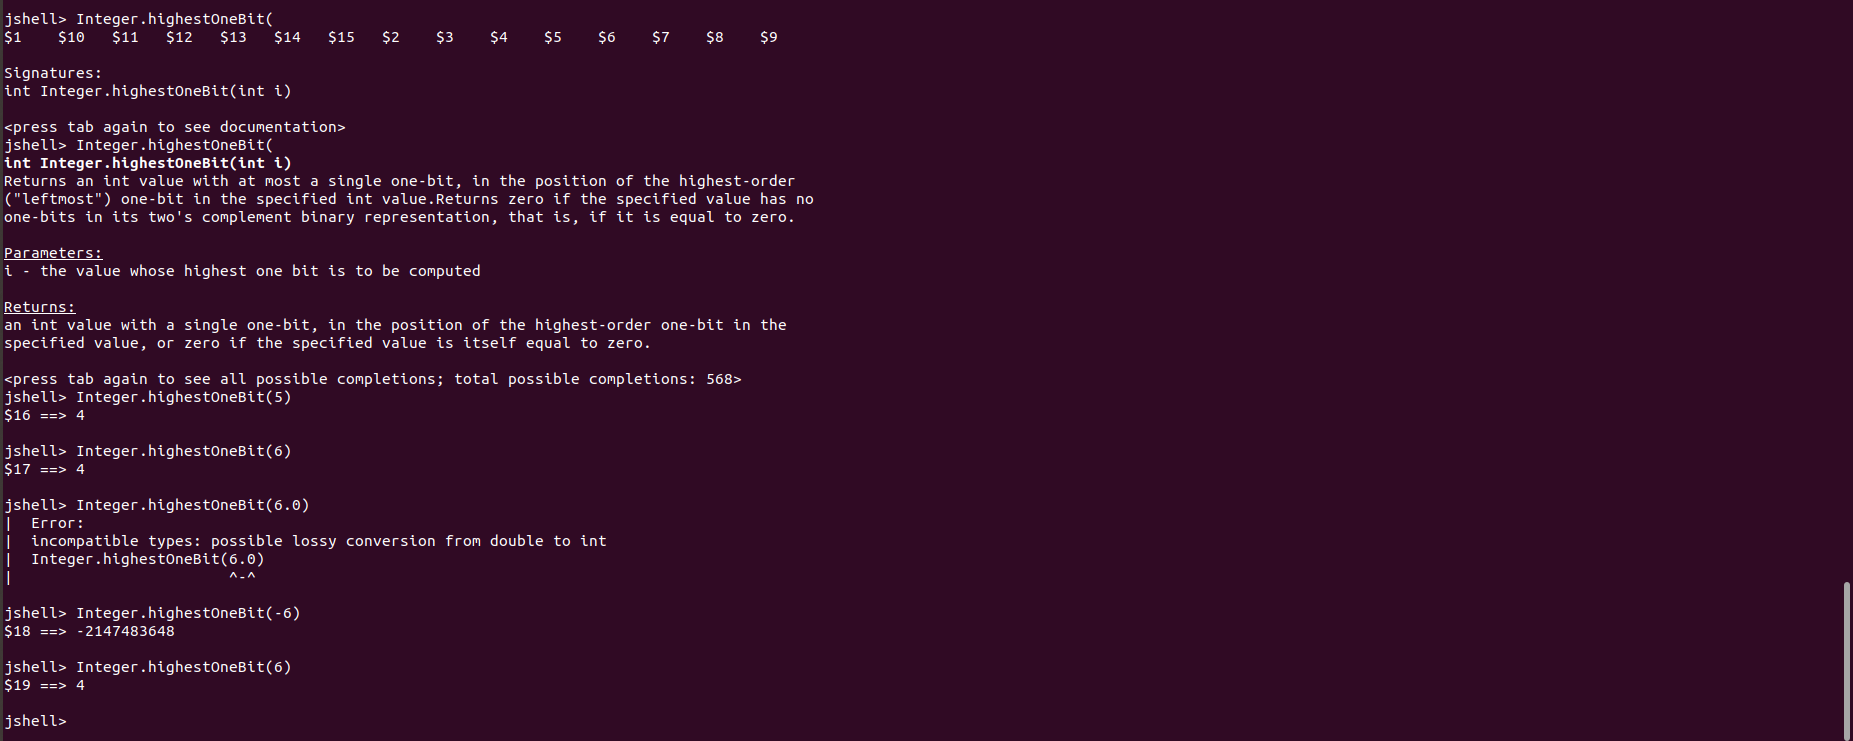 jshell> Integer.highestOneBit(
$1    $10   $11   $12   $13   $14   $15   $2    $3    $4    $5    $6    $7    $8    $9
Signatures:
int Integer.highestOneBit(int i)
<press tab again to see documentation>
jshell> Integer.highestOneBit(
int Integer.highestOneBit(int i)
Returns an int value with at most a single one-bit, in the position of the highest-order
("leftmost") one-bit in the specified int value.Returns zero if the specified value has no
one-bits in its two's complement binary representation, that is, if it is equal to zero.
Parameters:
i - the value whose highest one bit is to be computed
Returns:
an int value with a single one-bit, in the position of the highest-order one-bit in the
specified value, or zero if the specified value is itself equal to zero.
<press tab again to see all possible completions; total possible completions: 568>
jshell> Integer.highestOneBit(5)
$16 ==> 4
jshell> Integer.highestOneBit(6)
$17 ==> 4
jshell> Integer.highestOneBit(6.0)
|  Error:
|  incompatible types: possible lossy conversion from double to int
|  Integer.highestOneBit(6.0)
|                        ^-^
jshell> Integer.highestOneBit(-6)
$18 ==> -2147483648
jshell> Integer.highestOneBit(6)
$19 ==> 4
jshell>